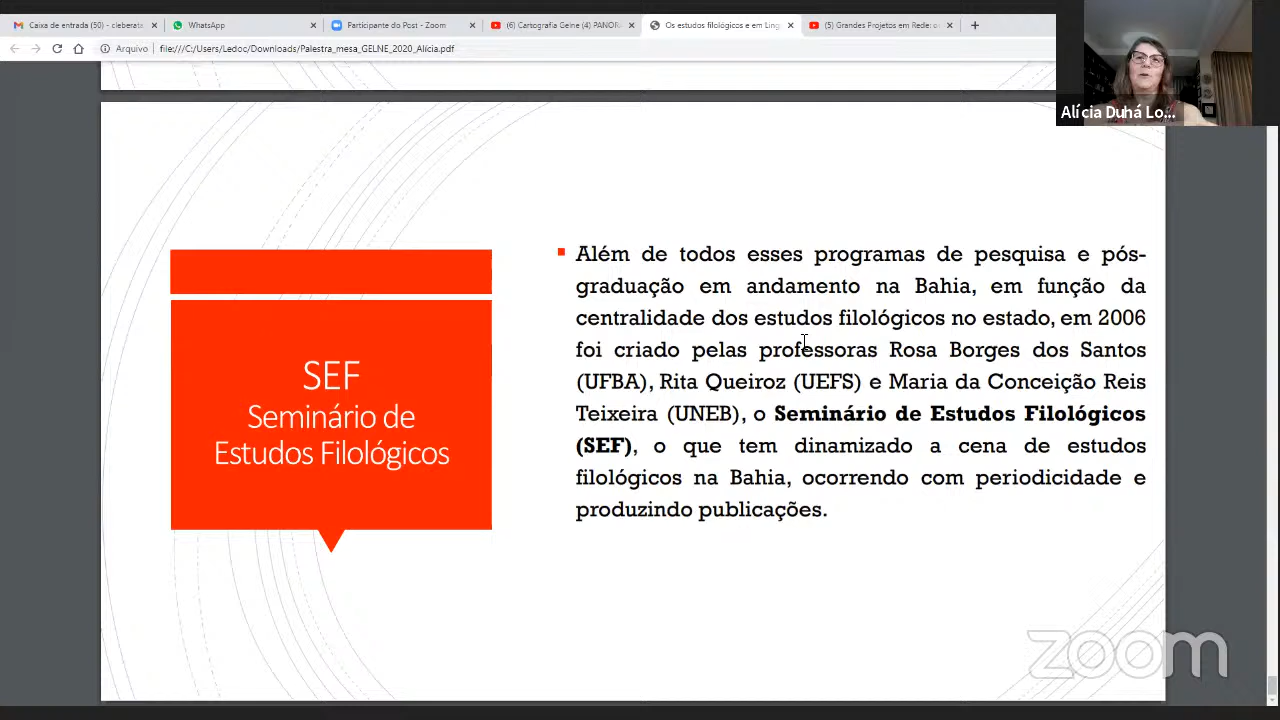 Caixa de entrada (50) - cleberata
WhatsApp
Participante do Post - Zoom
(6) Cartografia Gelne (4) PANOR
Os estudos filológicos e em Ling
(5) Grandes Projetos em Rede: o
Arquivo
file:///C:/Users/Ledoc/Downloads/Palestra_mesa_GELNE_2020_Alícia.pdf
Alícia Duhá Lo...
SEF
Seminário de
Estudos Filológicos
Além de todos esses programas de pesquisa e pós-
graduação em andamento na Bahia, em função da
centralidade dos estudos filológicos no estado, em 2006
foi criado pelas professoras Rosa Borges dos Santos
(UFBA), Rita Queiroz (UEFS) e Maria da Conceição Reis
Teixeira (UNEB), o Seminário de Estudos Filológicos
(SEF), o que tem dinamizado a cena de estudos
filológicos na Bahia, ocorrendo com periodicidade e
produzindo publicações.
zoom